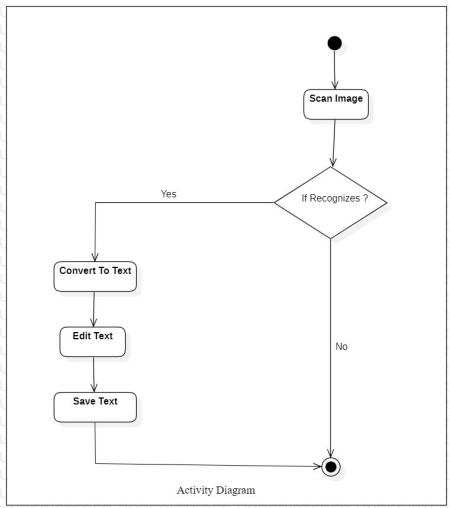 Scan Image
If Recognizes ?
Yes
Convert To Text
Edit Text
No
Save Text
Activity Diagram